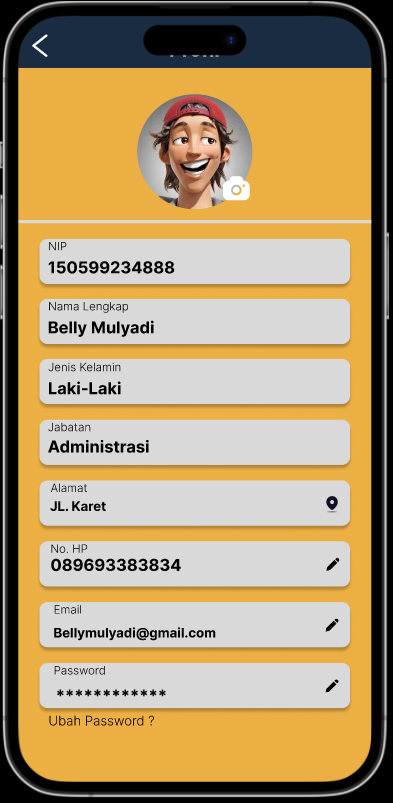 NIP
150599234888
Nama Lengkap
Belly Mulyadi
Jenis Kelamin
Laki-Laki
Jabatan
Administrasi
Alamat
JL. Karet
No. HP
089693383834
Email
Bellymulyadi@gmail.com
Password
************
Ubah Password ?